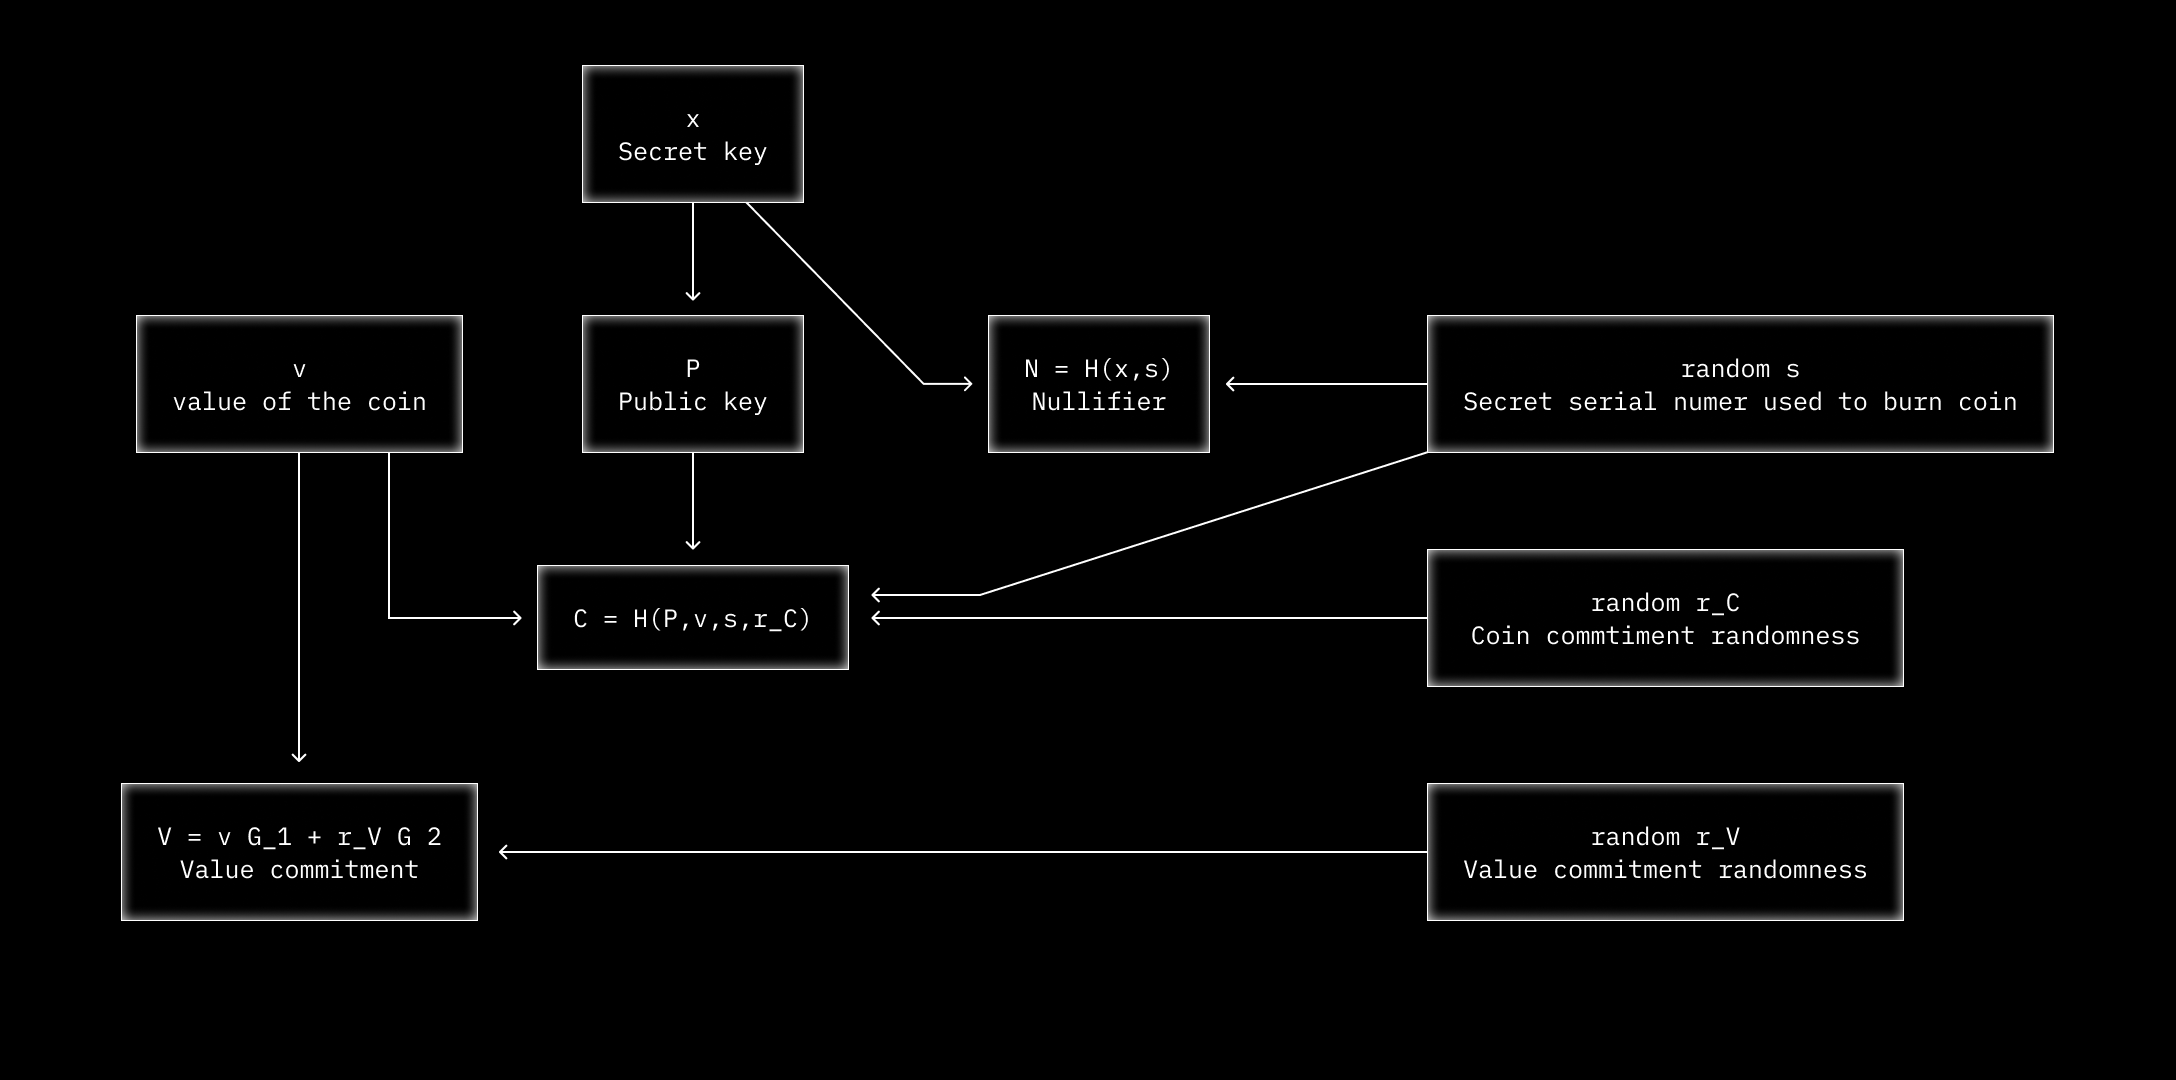 x
Secret key
v
value of the coin
P
Public key
N = H(x,s)
Nullifier
random s
Secret serial numer used to burn coin
C = H(P,v,s,r_C)
random r_C
Coin commtiment randomness
V = v G_1 + r_V G 2
Value commitment
random r_V
Value commitment randomness